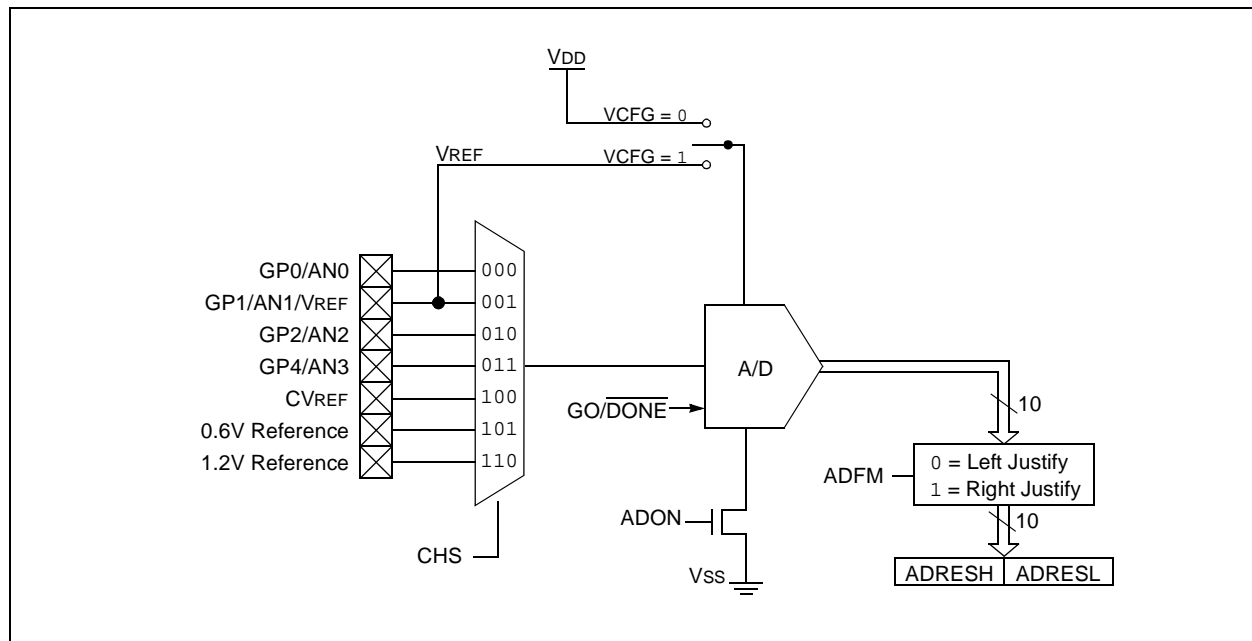 VDD
VCFG = 0
VREF
VCFG = 1
GP0/AN0
000
GP1/AN1/VREF
001
GP2/AN2
010
GP4/AN3
011
CVREF
100
0.6V Reference
101
1.2V Reference
110
CHS
A/D
GO/DONE
ADON
VSS
10
ADFM
0 = Left Justify
1 = Right Justify
10
ADRESH ADRESL